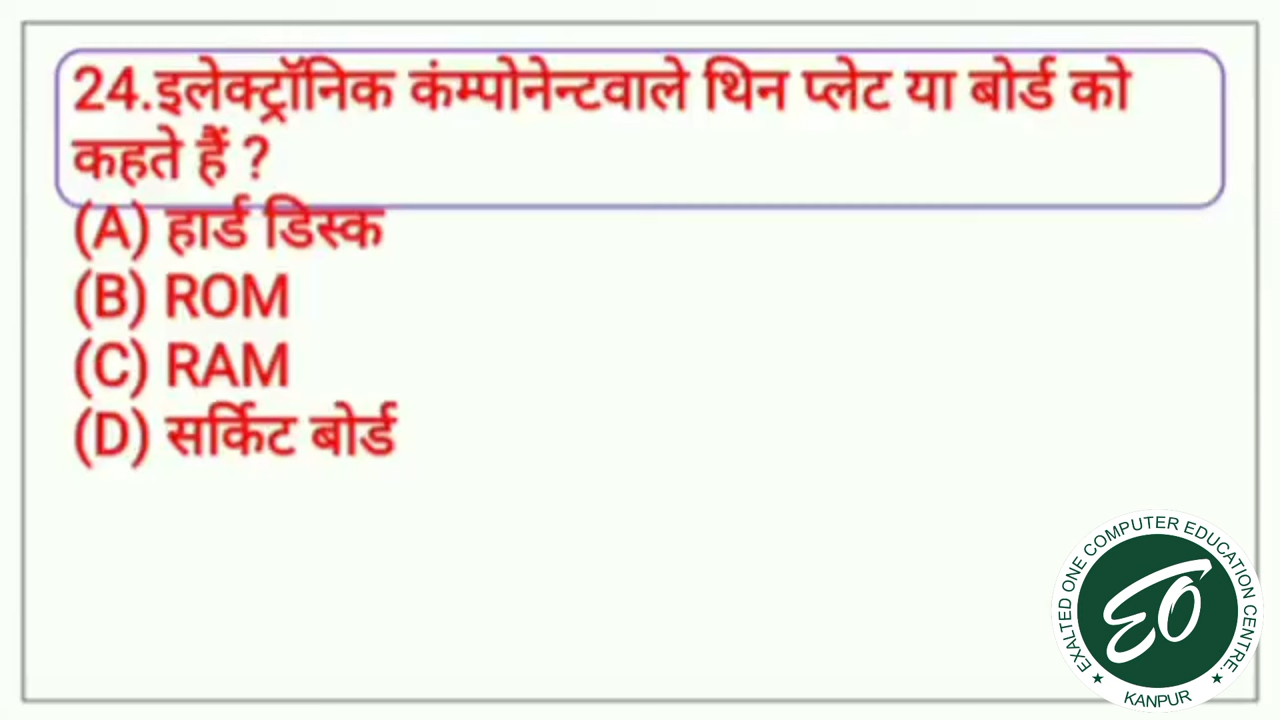 24.इलेक्ट्रॉनिक कंम्पोनेन्टवाले थिन प्लेट या बोर्ड को
कहते हैं ?
(A) हार्ड डिस्क
(B) ROM
(C) RAM
(D) सर्किट बोर्ड
EXALTED ONE COMPUTER EDUCATION CENTRE.
EO
★ KANPUR ★